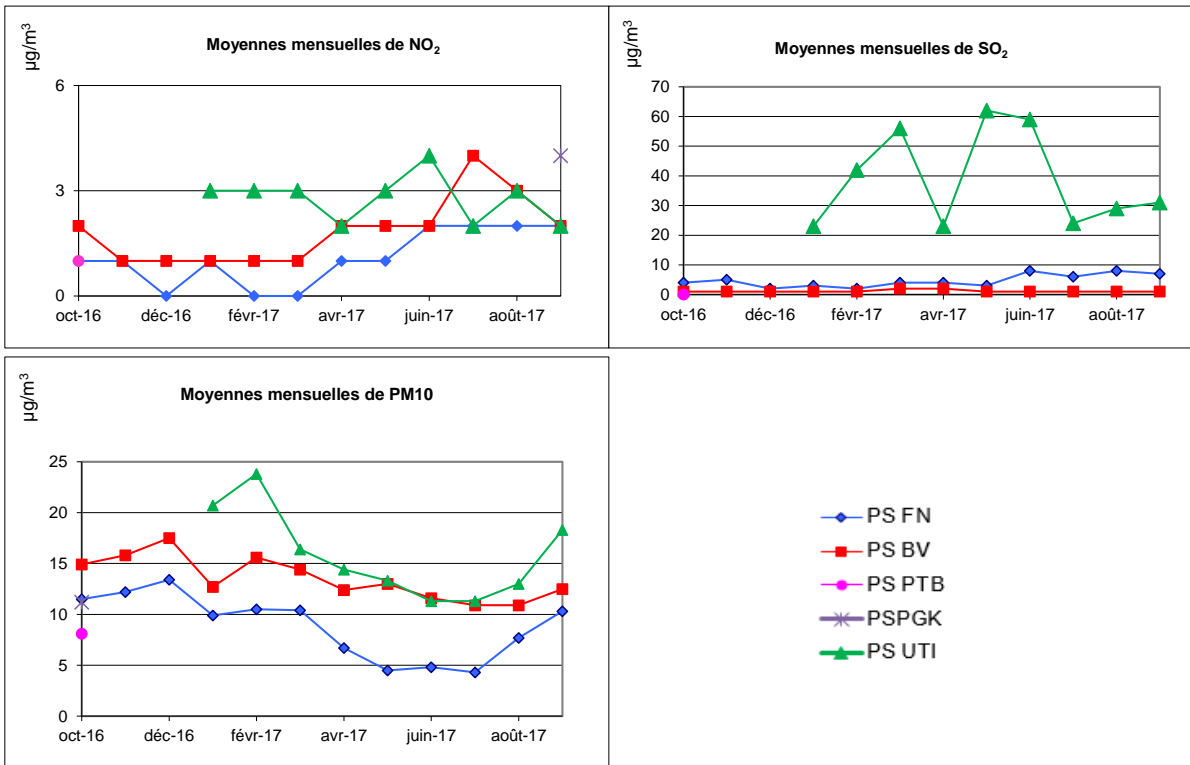 Moyennes mensuelles de NO₂
µg/m³
6
3
0
oct-16 déc-16 févr-17 avr-17 juin-17 août-17
Moyennes mensuelles de SO₂
µg/m³
70
60
50
40
30
20
10
0
oct-16 déc-16 févr-17 avr-17 juin-17 août-17
Moyennes mensuelles de PM10
µg/m³
25
20
15
10
5
0
oct-16 déc-16 févr-17 avr-17 juin-17 août-17
PS FN
PS BV
PS PTB
PSPGK
PS UTI